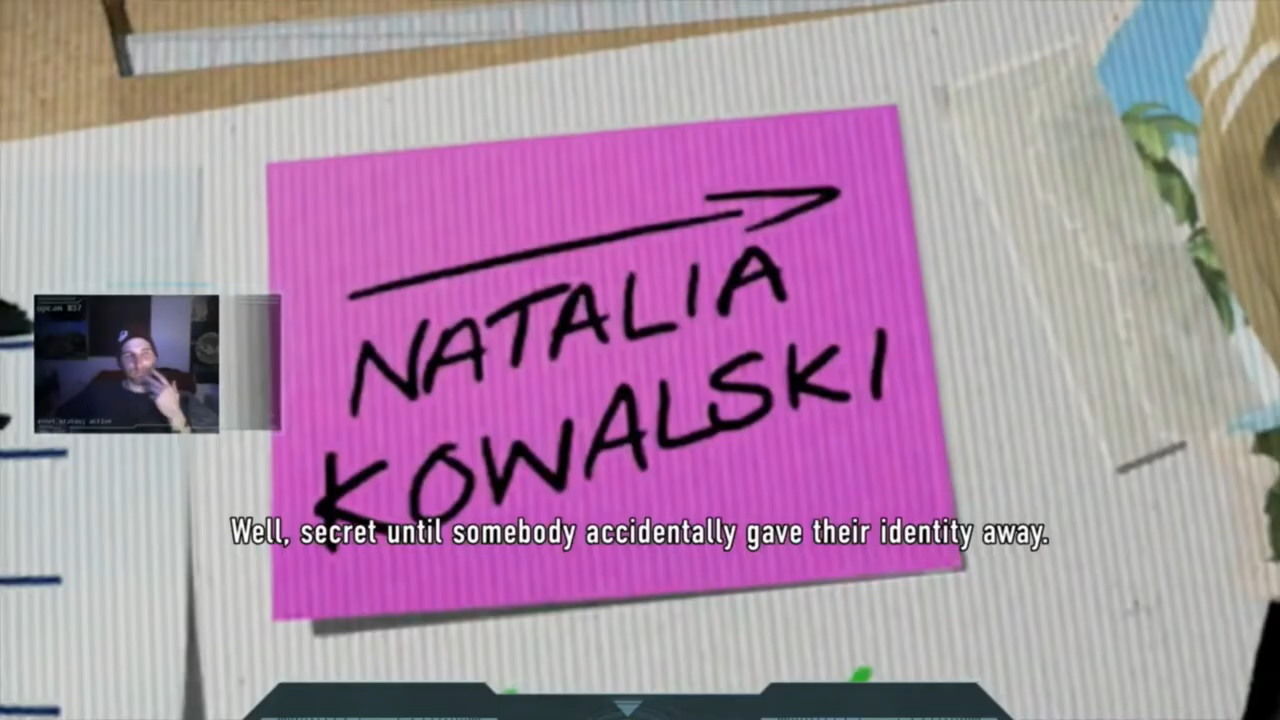 NATALIA
KOWALSKI
Well, secret until somebody accidentally gave their identity away.